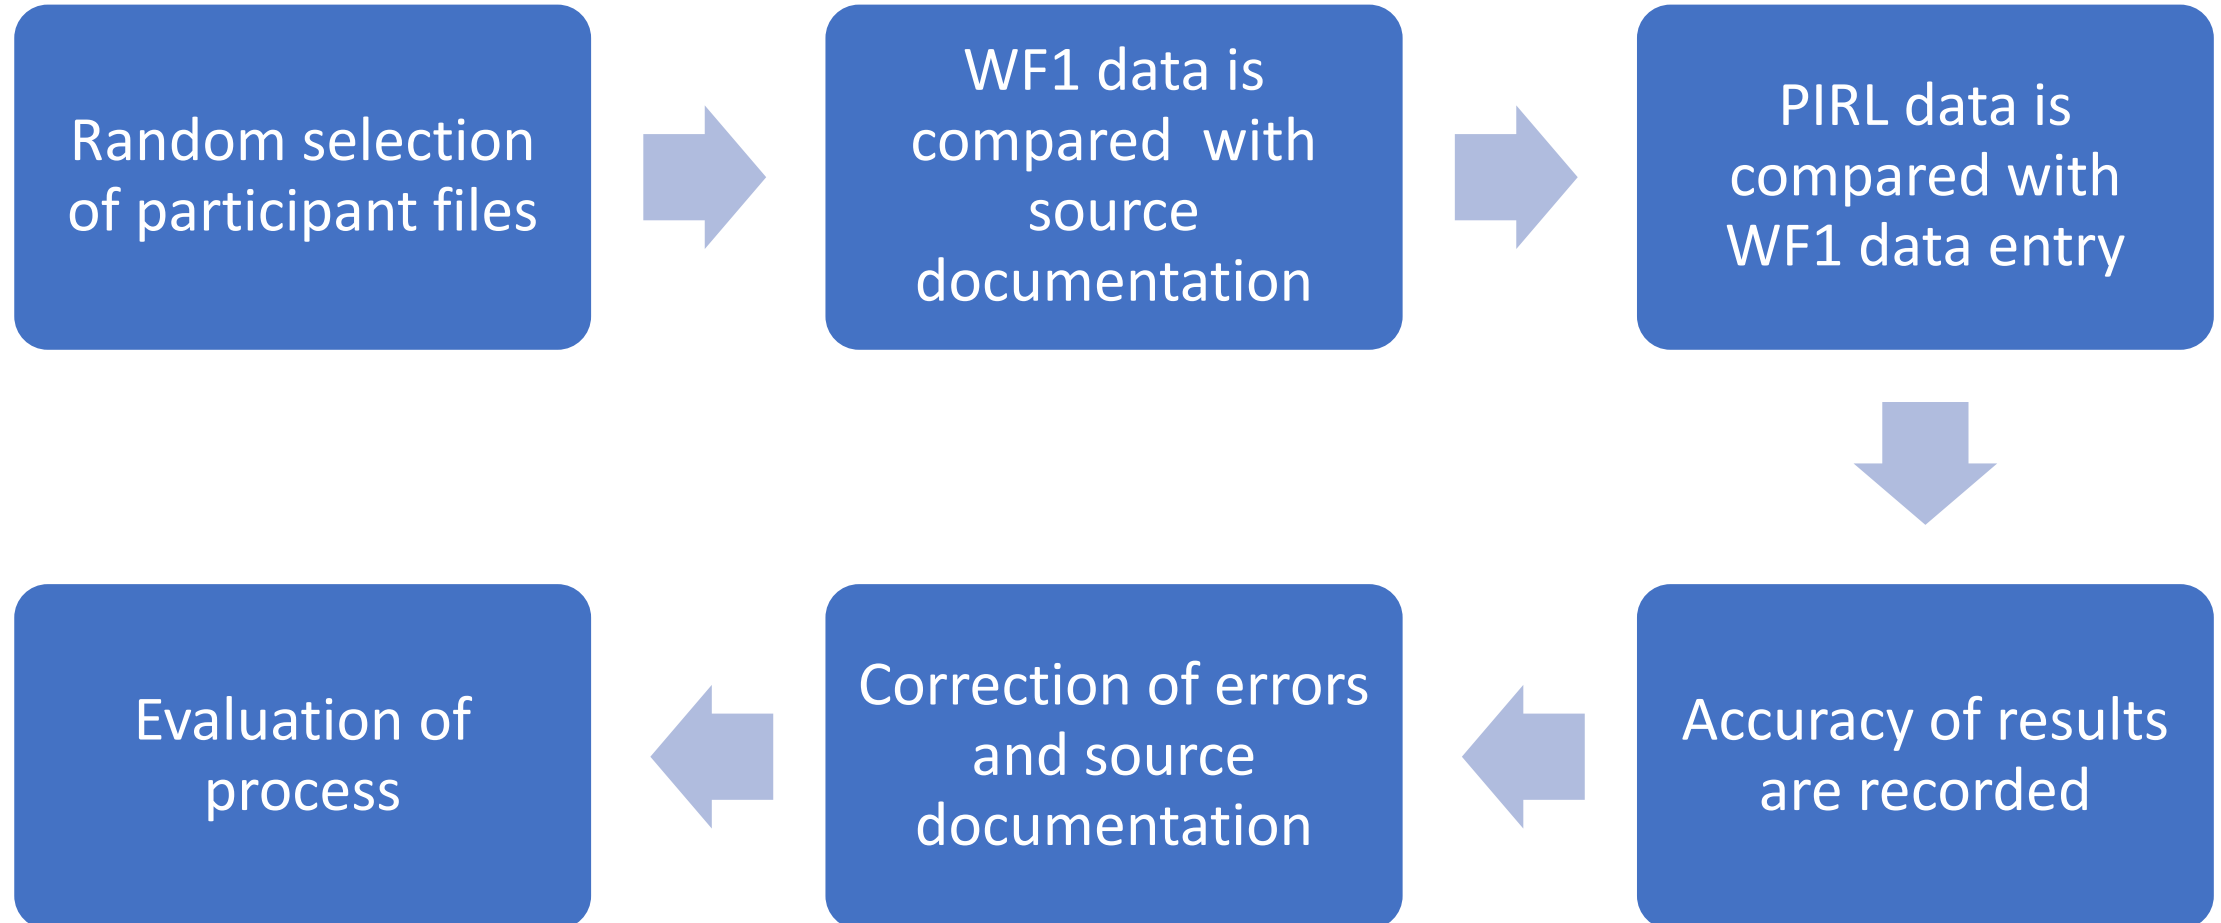 Random selection
of participant files
WF1 data is
compared  with
source
documentation
PIRL data is
compared with
WF1 data entry
Accuracy of results
are recorded
Correction of errors
and source
documentation
Evaluation of
process